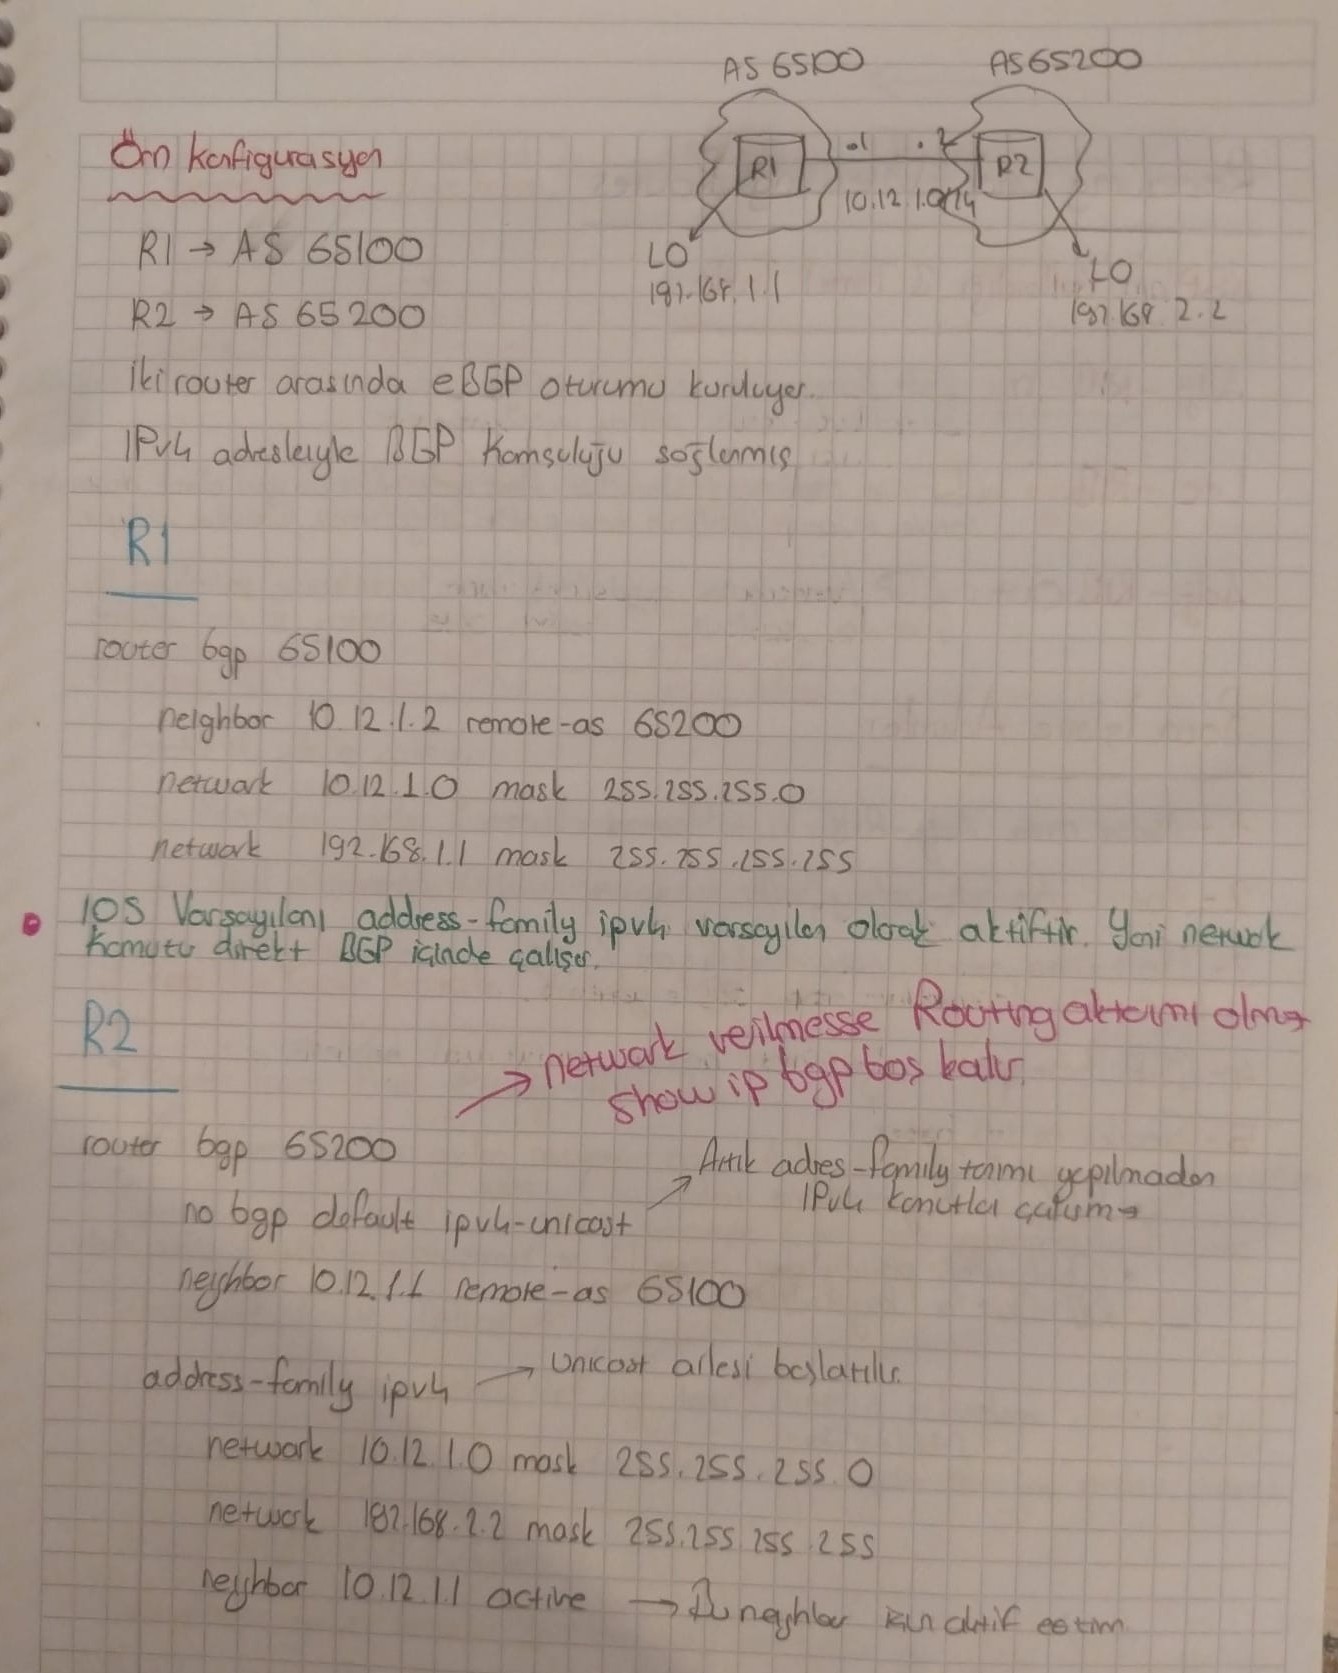 AS 65100
AS 65200
Örn konfigurasyon
R1
.1
.2
R2
10.12.1.0/24
R1 → AS 65100
LO
192.168.1.1
LO
192.168.2.2
R2 → AS 65200
İki router arasında eBGP oturumu kuruluyor.
IPv4 adresleriyle BGP Komşuluğu sağlanmış
R1
router bgp 65100
neighbor 10.12.1.2 remote-as 65200
network 10.12.1.0 mask 255.255.255.0
network 192.168.1.1 mask 255.255.255.255
IOS Varsayılanı address-family ipv4 varsayılan olarak aktiftir. Yani network
Komutu direkt BGP içinde çalışır.
R2
→ network verilmesse Routing aktarımı olmaz
show ip bgp boş kalır.
router bgp 65200
Artık adres-family tanımı yapılmadan
IPv4 komutları çalışmaz
no bgp default ipv4-unicast
neighbor 10.12.1.1 remote-as 65100
address-family ipv4 → Unicast ailesi başlatılır.
network 10.12.1.0 mask 255.255.255.0
network 192.168.2.2 mask 255.255.255.255
neighbor 10.12.1.1 active → Bu neighbor için aktif ettim